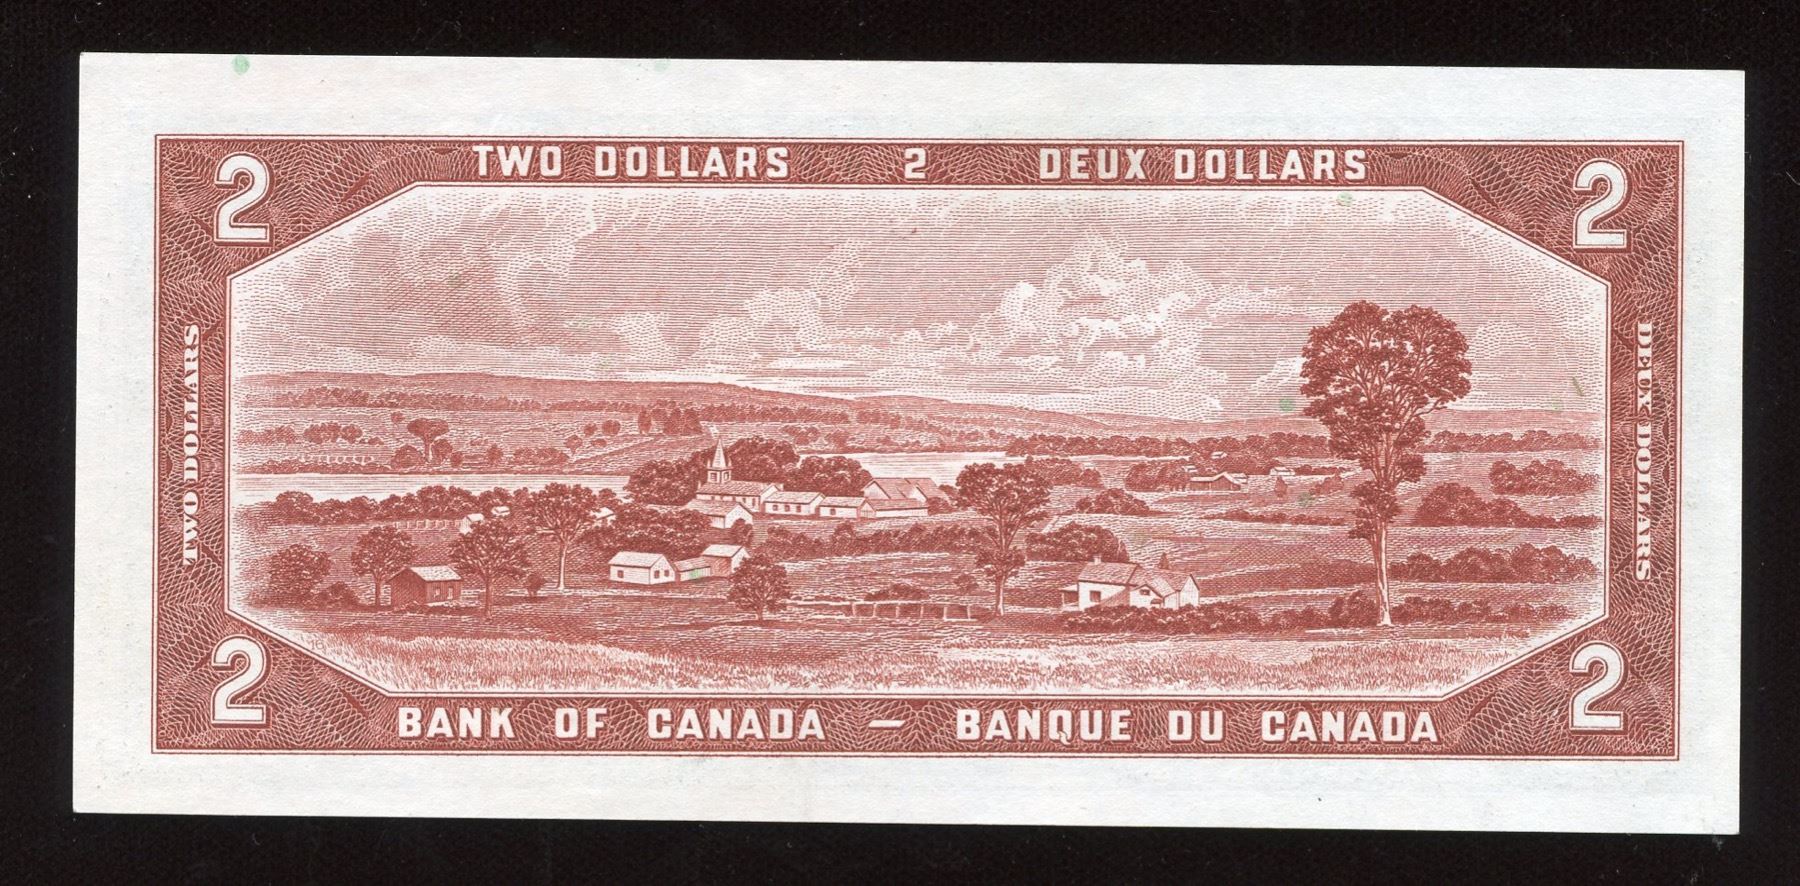 TWO DOLLARS 2 DEUX DOLLARS
2 2
TWO DOLLARS
DEUX DOLLARS
2 2
BANK OF CANADA – BANQUE DU CANADA